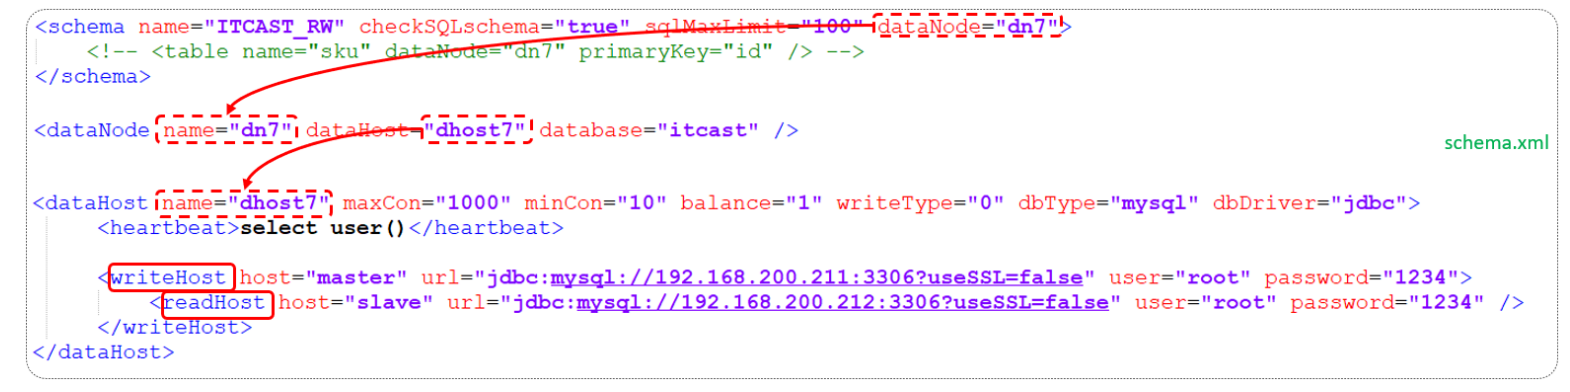 <schema name="ITCAST_RW" checkSQLschema="true" sqlMaxLimit="100" dataNode="dn7">
<!-- <table name="sku" dataNode="dn7" primaryKey="id" /> -->
</schema>
<dataNode name="dn7" dataHost="dhost7" database="itcast" />
schema.xml
<dataHost name="dhost7" maxCon="1000" minCon="10" balance="1" writeType="0" dbType="mysql" dbDriver="jdbc">
<heartbeat>select user()</heartbeat>
<writeHost host="master" url="jdbc:mysql://192.168.200.211:3306?useSSL=false" user="root" password="1234">
<readHost host="slave" url="jdbc:mysql://192.168.200.212:3306?useSSL=false" user="root" password="1234" />
</writeHost>
</dataHost>